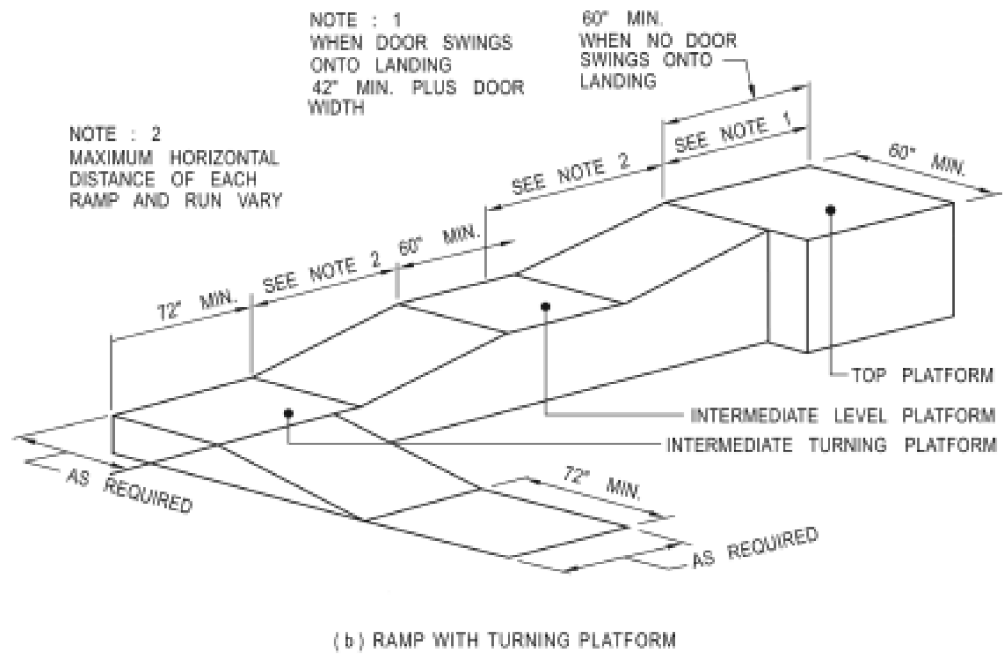 NOTE : 1
WHEN DOOR SWINGS
ONTO LANDING
42" MIN. PLUS DOOR
WIDTH
60" MIN.
WHEN NO DOOR
SWINGS ONTO
LANDING
NOTE : 2
MAXIMUM HORIZONTAL
DISTANCE OF EACH
RAMP AND RUN VARY
SEE NOTE 1
60" MIN.
SEE NOTE 2
60" MIN.
SEE NOTE 2
72" MIN.
TOP PLATFORM
INTERMEDIATE LEVEL PLATFORM
INTERMEDIATE TURNING PLATFORM
AS REQUIRED
72" MIN.
AS REQUIRED
(b) RAMP WITH TURNING PLATFORM